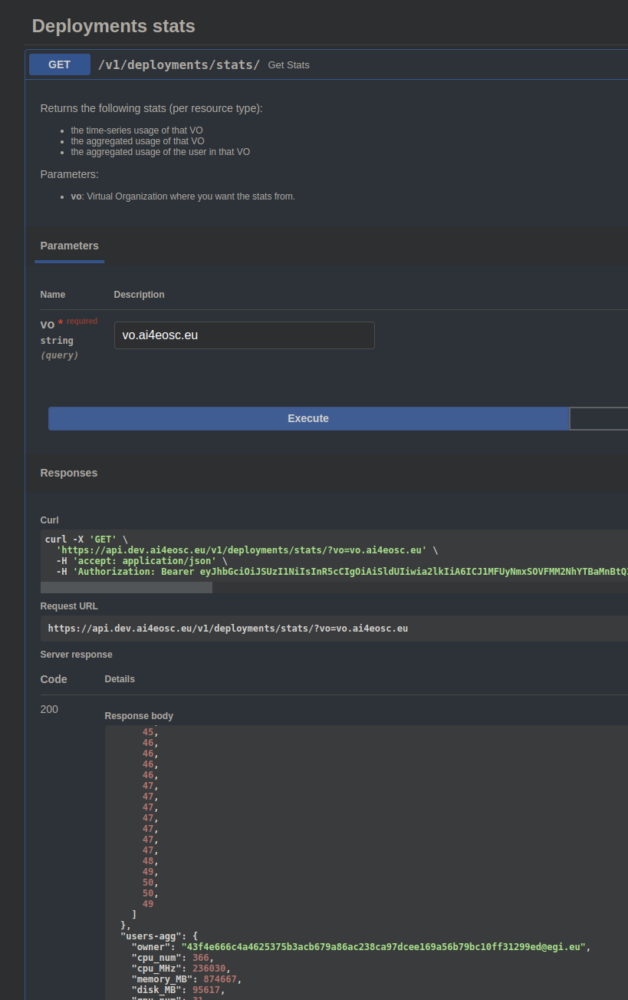 Deployments stats
GET /v1/deployments/stats/ Get Stats
Returns the following stats (per resource type):
the time-series usage of that VO
the aggregated usage of that VO
the aggregated usage of the user in that VO
Parameters:
vo: Virtual Organization where you want the stats from.
Parameters
Name Description
vo * required
string
(query)
vo.ai4eosc.eu
Execute
Responses
Curl
curl -X 'GET' \
'https://api.dev.ai4eosc.eu/v1/deployments/stats/?vo=vo.ai4eosc.eu' \
-H 'accept: application/json' \
-H 'Authorization: Bearer
Request URL
https://api.dev.ai4eosc.eu/v1/deployments/stats/?vo=vo.ai4eosc.eu
Server response
Code Details
200
Response body
45,
46,
46,
46,
46,
47,
47,
47,
47,
47,
47,
47,
48,
49,
50,
50,
49
]
},
"users-agg": {
"owner": "43f4e666c4a4625375b3acb679a86ac238ca97dcee169a56b79bc10ff31299ed@egi.eu",
"cpu_num": 366,
"cpu_MHz": 236030,
"memory_MB": 874667,
"disk_MB": 95617,